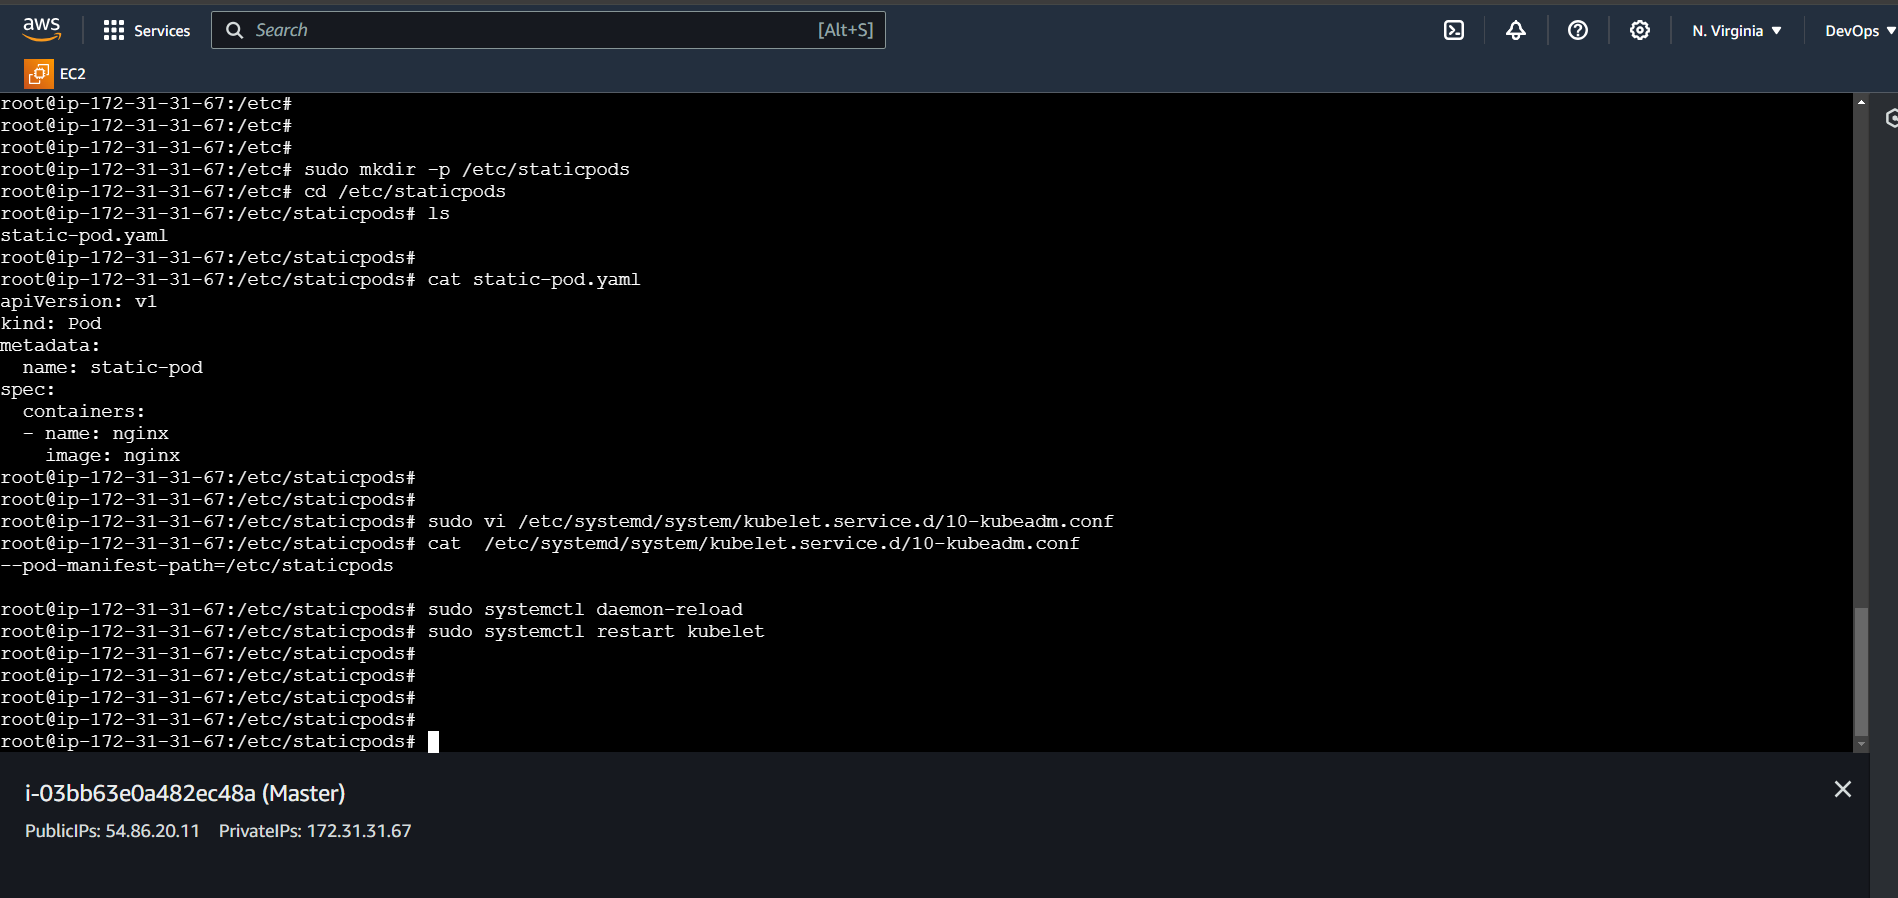 aws
Services
Search [Alt+S]
N. Virginia
DevOps
EC2
root@ip-172-31-31-67:/etc#
root@ip-172-31-31-67:/etc#
root@ip-172-31-31-67:/etc#
root@ip-172-31-31-67:/etc# sudo mkdir -p /etc/staticpods
root@ip-172-31-31-67:/etc# cd /etc/staticpods
root@ip-172-31-31-67:/etc/staticpods# ls
static-pod.yaml
root@ip-172-31-31-67:/etc/staticpods#
root@ip-172-31-31-67:/etc/staticpods# cat static-pod.yaml
apiVersion: v1
kind: Pod
metadata:
  name: static-pod
spec:
  containers:
  - name: nginx
    image: nginx
root@ip-172-31-31-67:/etc/staticpods#
root@ip-172-31-31-67:/etc/staticpods#
root@ip-172-31-31-67:/etc/staticpods# sudo vi /etc/systemd/system/kubelet.service.d/10-kubeadm.conf
root@ip-172-31-31-67:/etc/staticpods# cat  /etc/systemd/system/kubelet.service.d/10-kubeadm.conf
--pod-manifest-path=/etc/staticpods
root@ip-172-31-31-67:/etc/staticpods# sudo systemctl daemon-reload
root@ip-172-31-31-67:/etc/staticpods# sudo systemctl restart kubelet
root@ip-172-31-31-67:/etc/staticpods#
root@ip-172-31-31-67:/etc/staticpods#
root@ip-172-31-31-67:/etc/staticpods#
root@ip-172-31-31-67:/etc/staticpods#
root@ip-172-31-31-67:/etc/staticpods#
i-03bb63e0a482ec48a (Master)
PublicIPs: 54.86.20.11 PrivateIPs: 172.31.31.67